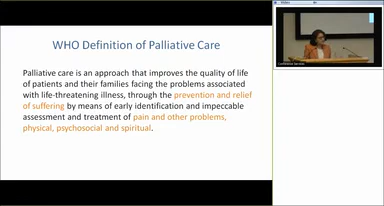 WHO Definition of Palliative Care
Palliative care is an approach that improves the quality of life
of patients and their families facing the problems associated
with life-threatening illness, through the prevention and relief
of suffering by means of early identification and impeccable
assessment and treatment of pain and other problems,
physical, psychosocial and spiritual.